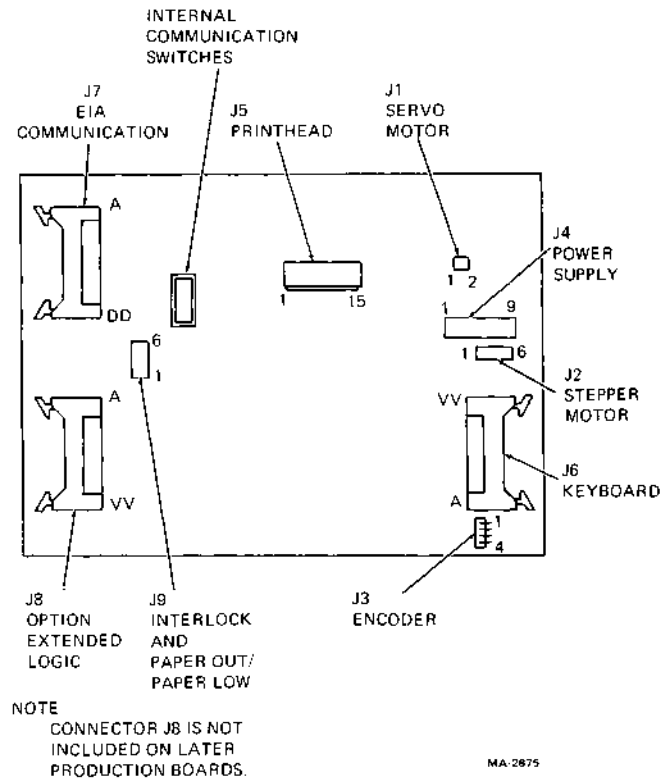 INTERNAL
COMMUNICATION
SWITCHES
J7
EIA
COMMUNICATION
J5
PRINTHEAD
J1
SERVO
MOTOR
A
DD
1 15
1 2
J4
POWER
SUPPLY
1 9
1 6
6
1
J2
STEPPER
MOTOR
A
VV
VV
A
J6
KEYBOARD
1
4
J8
OPTION
EXTENDED
LOGIC
J9
INTERLOCK
AND
PAPER OUT/
PAPER LOW
J3
ENCODER
NOTE
CONNECTOR J8 IS NOT
INCLUDED ON LATER
PRODUCTION BOARDS.
MA-2875